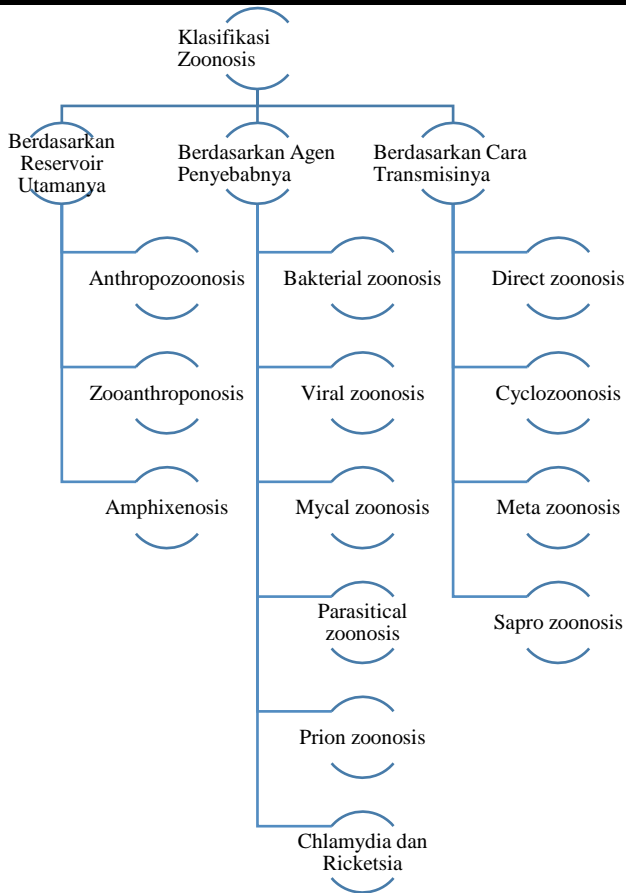 Klasifikasi
Zoonosis
Berdasarkan
Reservoir
Utamanya
Anthropozoonosis
Zooanthroponosis
Amphixenosis
Berdasarkan Agen
Penyebabnya
Bakterial zoonosis
Viral zoonosis
Mycal zoonosis
Parasitical
zoonosis
Prion zoonosis
Chlamydia dan
Ricketsia
Berdasarkan Cara
Transmisinya
Direct zoonosis
Cyclozoonosis
Meta zoonosis
Sapro zoonosis